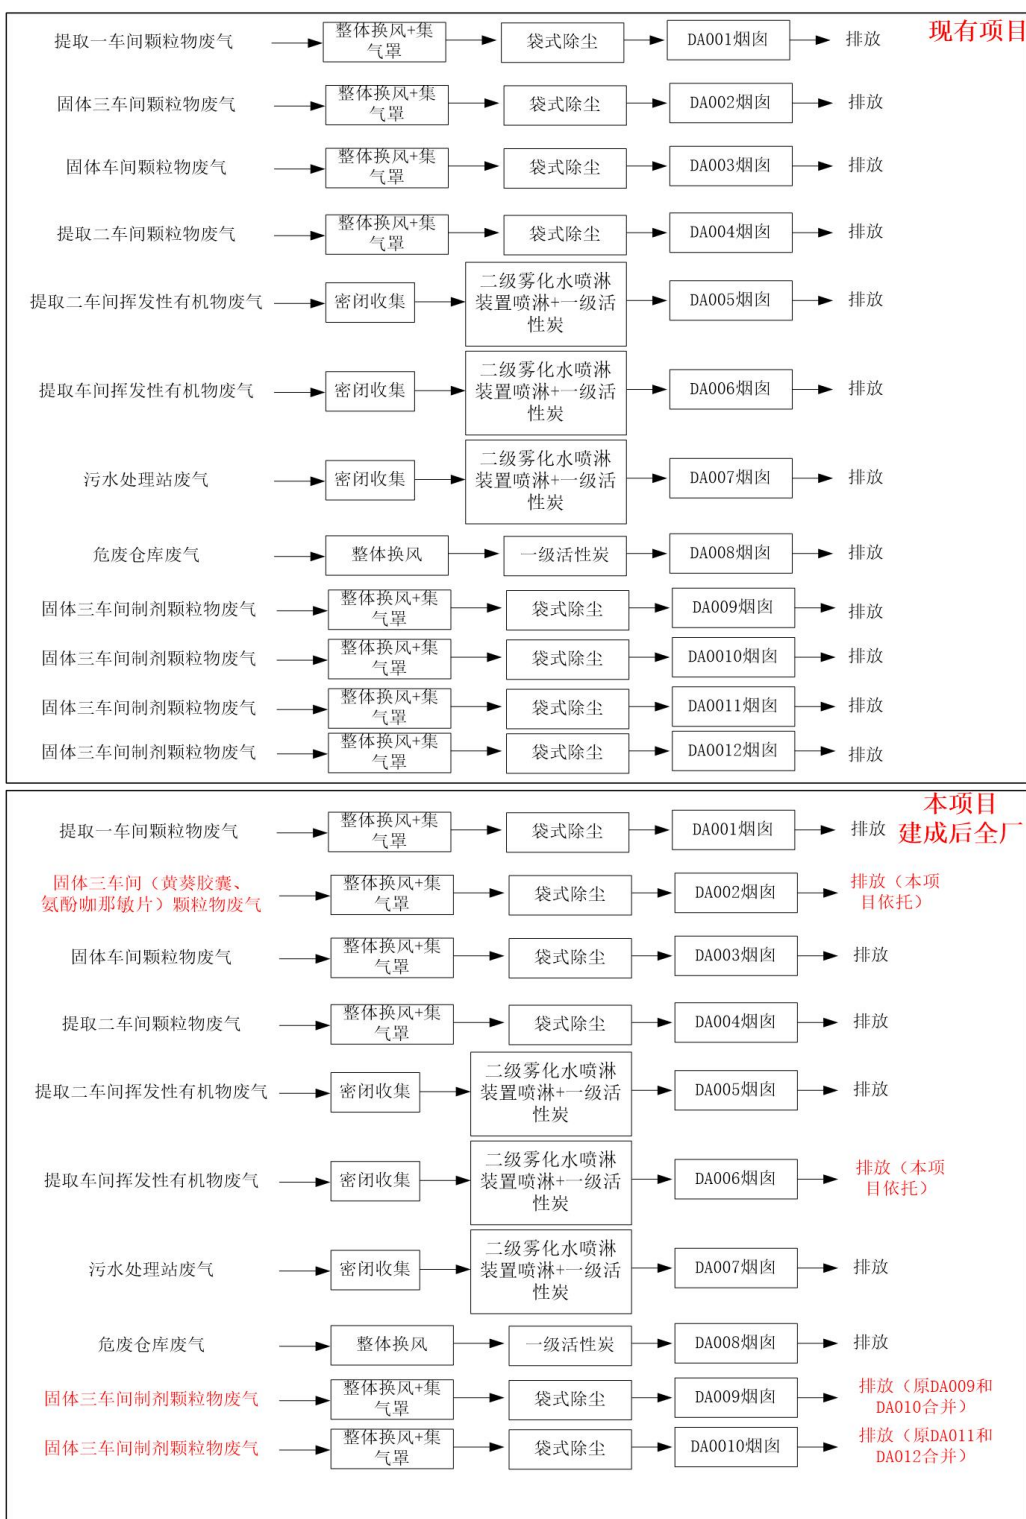 现有项目
提取一车间颗粒物废气
整体换风+集
气罩
袋式除尘
DA001烟囱
排放
固体三车间颗粒物废气
整体换风+集
气罩
袋式除尘
DA002烟囱
排放
固体车间颗粒物废气
整体换风+集
气罩
袋式除尘
DA003烟囱
排放
提取二车间颗粒物废气
整体换风+集
气罩
袋式除尘
DA004烟囱
排放
提取二车间挥发性有机物废气
密闭收集
二级雾化水喷淋
装置喷淋+一级活
性炭
DA005烟囱
排放
提取车间挥发性有机物废气
密闭收集
二级雾化水喷淋
装置喷淋+一级活
性炭
DA006烟囱
排放
污水处理站废气
密闭收集
二级雾化水喷淋
装置喷淋+一级活
性炭
DA007烟囱
排放
危废仓库废气
整体换风
一级活性炭
DA008烟囱
排放
固体三车间制剂颗粒物废气
整体换风+集
气罩
袋式除尘
DA009烟囱
排放
固体三车间制剂颗粒物废气
整体换风+集
气罩
袋式除尘
DA0010烟囱
排放
固体三车间制剂颗粒物废气
整体换风+集
气罩
袋式除尘
DA0011烟囱
排放
固体三车间制剂颗粒物废气
整体换风+集
气罩
袋式除尘
DA0012烟囱
排放
本项目
建成后全厂
提取一车间颗粒物废气
整体换风+集
气罩
袋式除尘
DA001烟囱
排放
固体三车间（黄葵胶囊、
氨酚咖那敏片）颗粒物废气
整体换风+集
气罩
袋式除尘
DA002烟囱
排放（本项
目依托）
固体车间颗粒物废气
整体换风+集
气罩
袋式除尘
DA003烟囱
排放
提取二车间颗粒物废气
整体换风+集
气罩
袋式除尘
DA004烟囱
排放
提取二车间挥发性有机物废气
密闭收集
二级雾化水喷淋
装置喷淋+一级活
性炭
DA005烟囱
排放
提取车间挥发性有机物废气
密闭收集
二级雾化水喷淋
装置喷淋+一级活
性炭
DA006烟囱
排放（本项
目依托）
污水处理站废气
密闭收集
二级雾化水喷淋
装置喷淋+一级活
性炭
DA007烟囱
排放
危废仓库废气
整体换风
一级活性炭
DA008烟囱
排放
固体三车间制剂颗粒物废气
整体换风+集
气罩
袋式除尘
DA009烟囱
排放（原DA009和
DA010合并）
固体三车间制剂颗粒物废气
整体换风+集
气罩
袋式除尘
DA0010烟囱
排放（原DA011和
DA012合并）